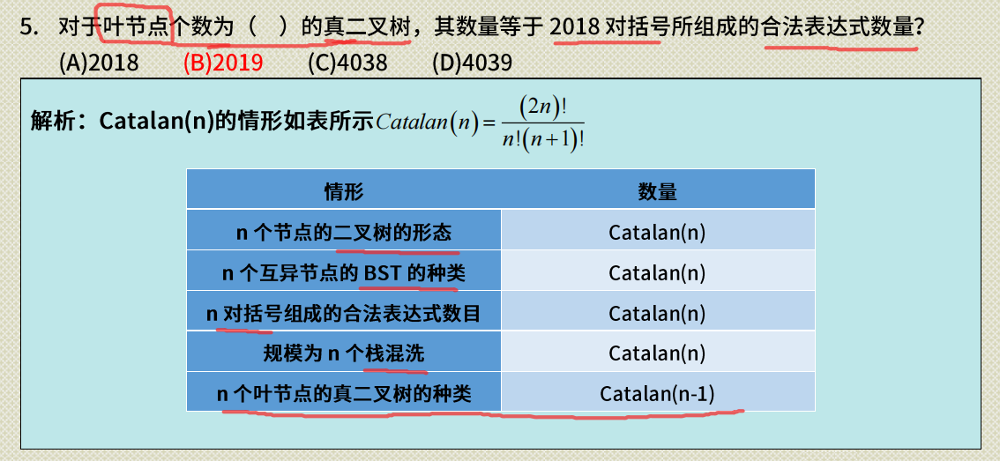 5. 对于叶节点个数为（  ）的真二叉树，其数量等于 2018 对括号所组成的合法表达式数量？
(A)2018 (B)2019 (C)4038 (D)4039
解析：Catalan(n)的情形如表所示 Catalan(n) = (2n)! / n!(n+1)!
情形 数量
n 个节点的二叉树的形态 Catalan(n)
n 个互异节点的 BST 的种类 Catalan(n)
n 对括号组成的合法表达式数目 Catalan(n)
规模为 n 个栈混洗 Catalan(n)
n 个叶节点的真二叉树的种类 Catalan(n-1)